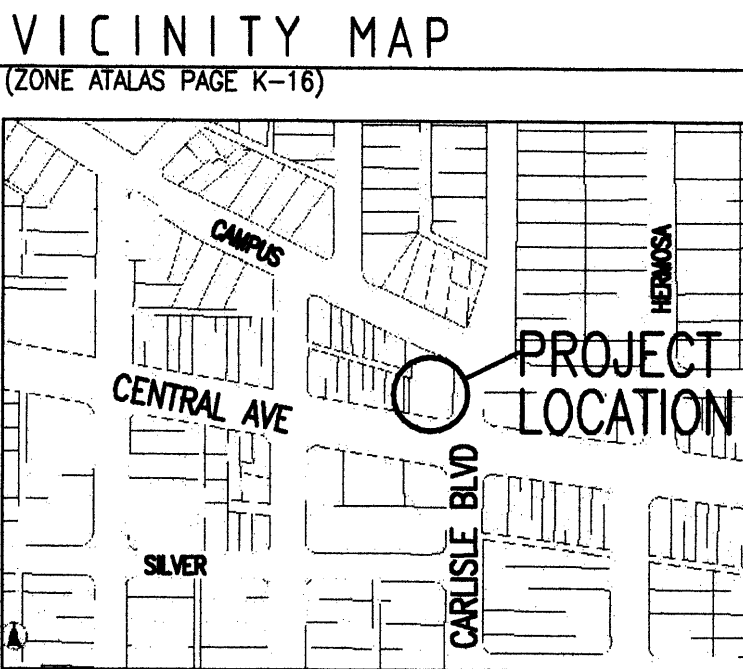 VICINITY MAP
(ZONE ATALAS PAGE K-16)
CAMPUS
HERMOSA
PROJECT
LOCATION
CENTRAL AVE
CARLISLE BLVD
SILVER